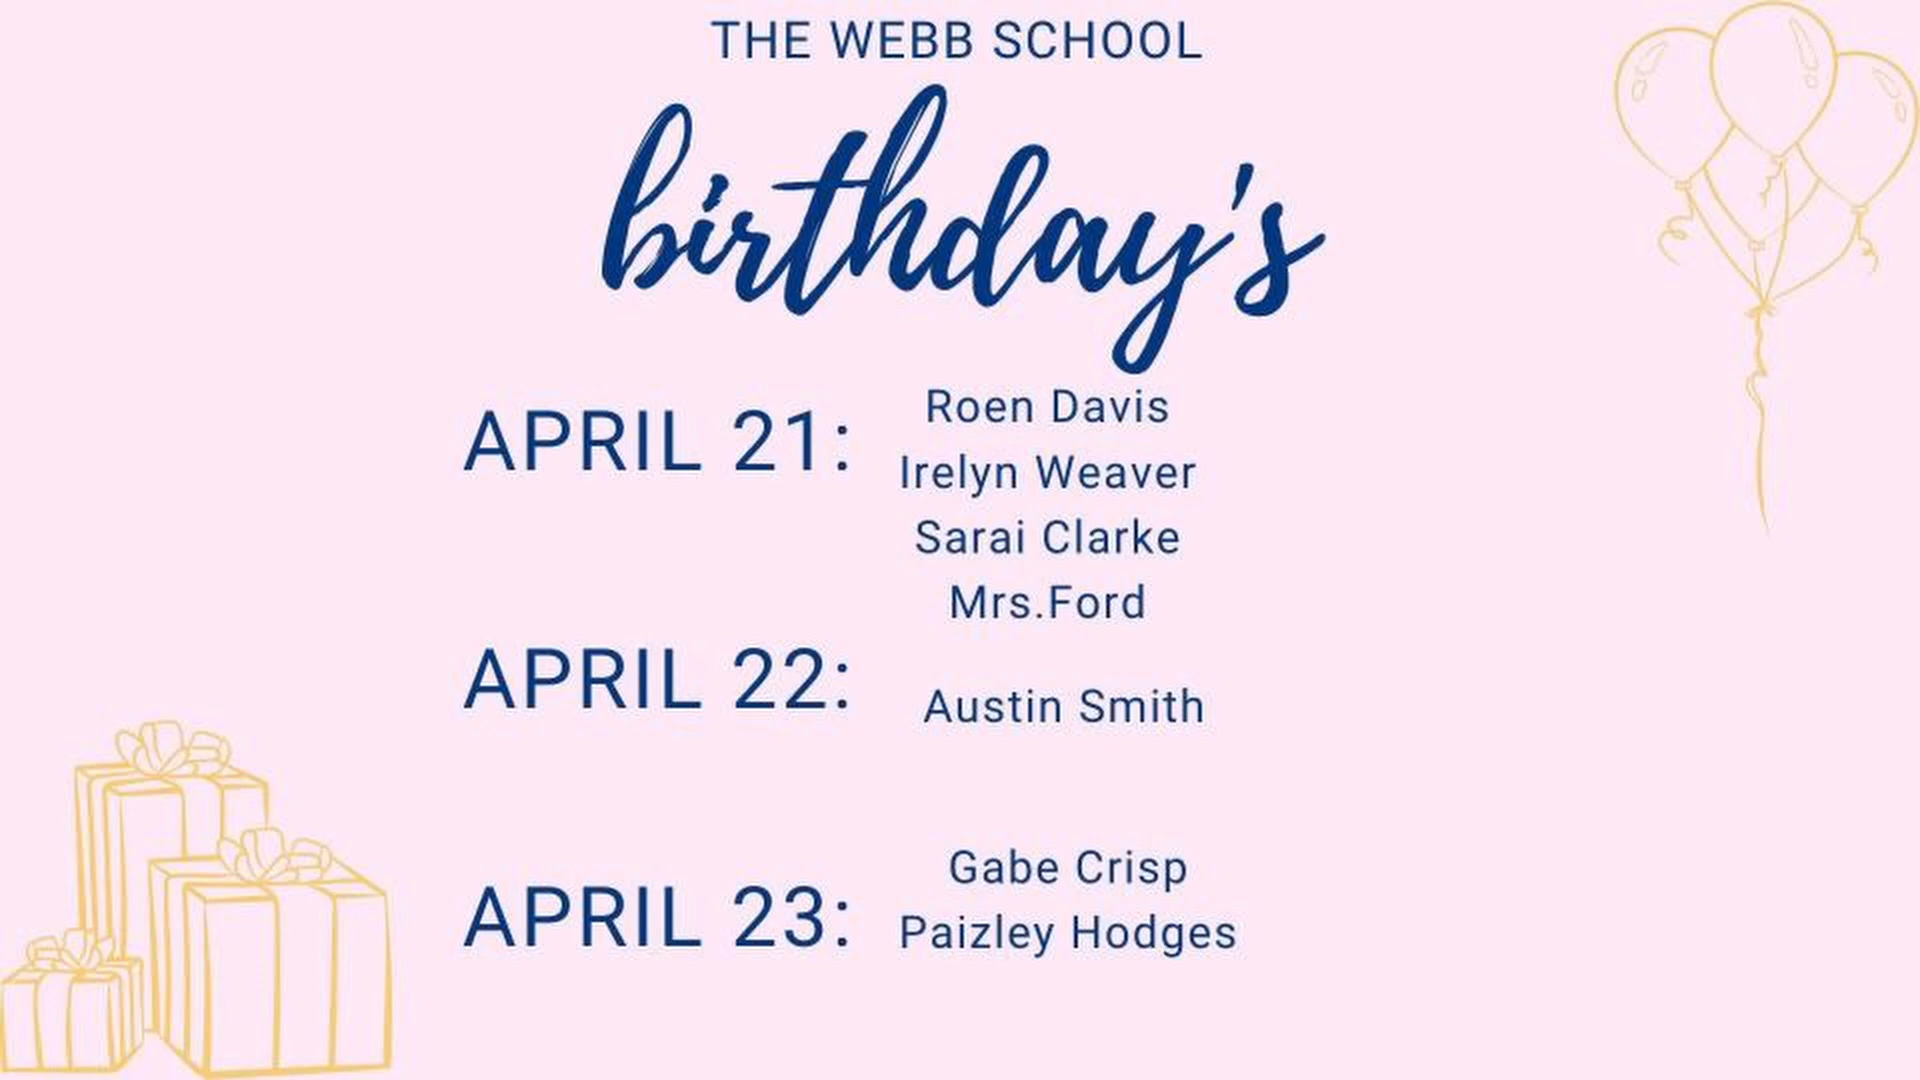 THE WEBB SCHOOL
birthday's
APRIL 21:
Roen Davis
Irelyn Weaver
Sarai Clarke
Mrs.Ford
APRIL 22:
Austin Smith
APRIL 23:
Gabe Crisp
Paizley Hodges